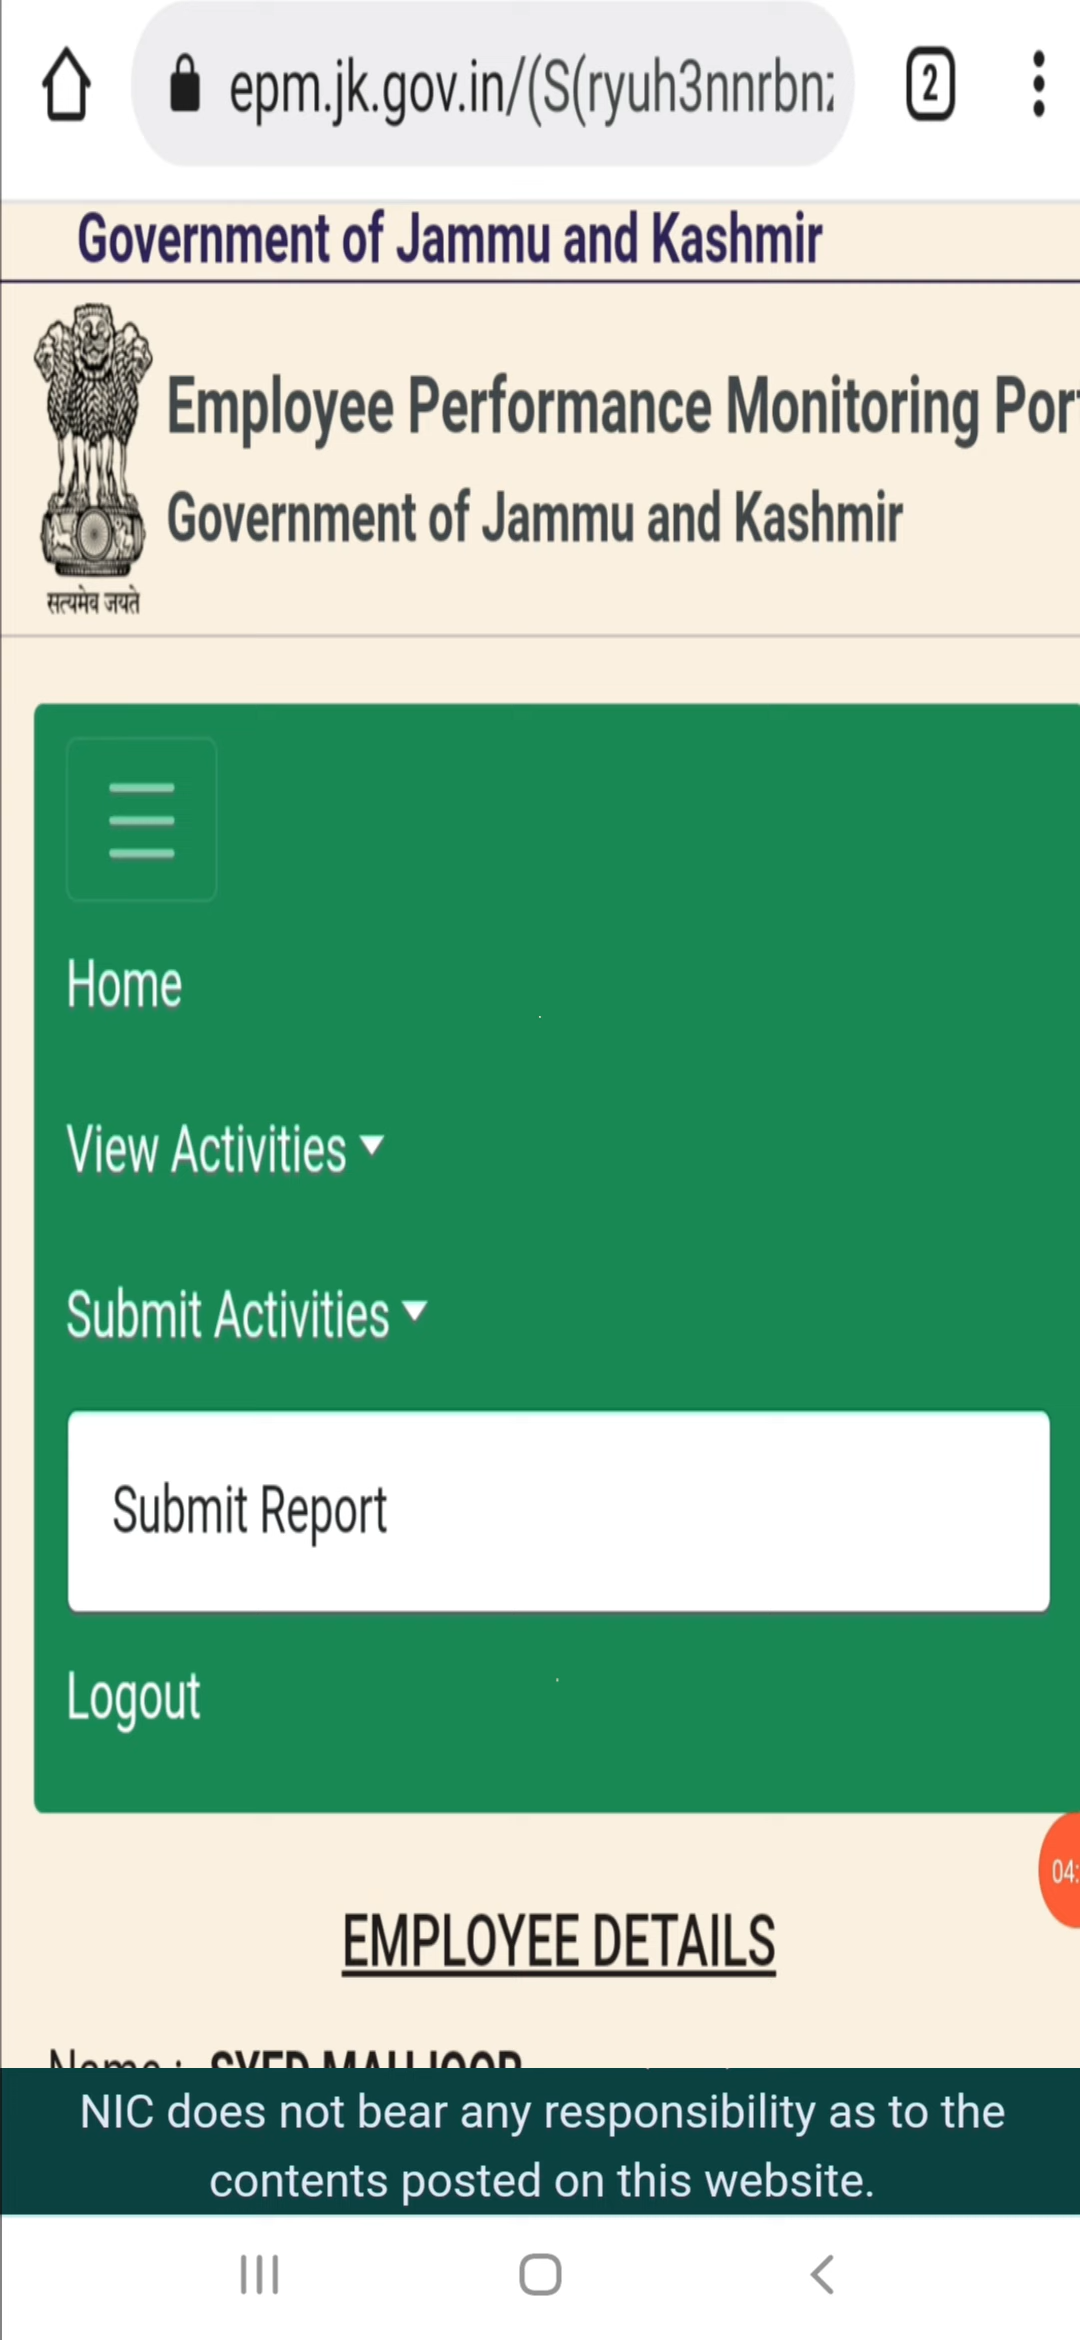 epm.jk.gov.in/(S(ryuh3nnrbn
2
Government of Jammu and Kashmir
Employee Performance Monitoring Por
Government of Jammu and Kashmir
सत्यमेव जयते
Home
View Activities
Submit Activities
Submit Report
Logout
04:
EMPLOYEE DETAILS
Name : SYED
NIC does not bear any responsibility as to the
contents posted on this website.